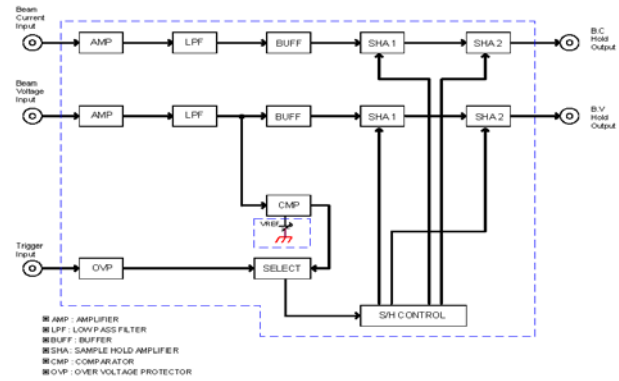 Beam
Current
Input
AMP
LPF
BUFF
SHA 1
SHA 2
B.C
Hold
Output
Beam
Voltage
Input
AMP
LPF
BUFF
SHA 1
SHA 2
B.V
Hold
Output
CMP
VREF
Trigger
Input
OVP
SELECT
S/H CONTROL
AMP : AMPLIFIER
LPF : LOW PASS FILTER
BUFF : BUFFER
SHA : SAMPLE HOLD AMPLIFIER
CMP : COMPARATOR
OVP : OVER VOLTAGE PROTECTOR